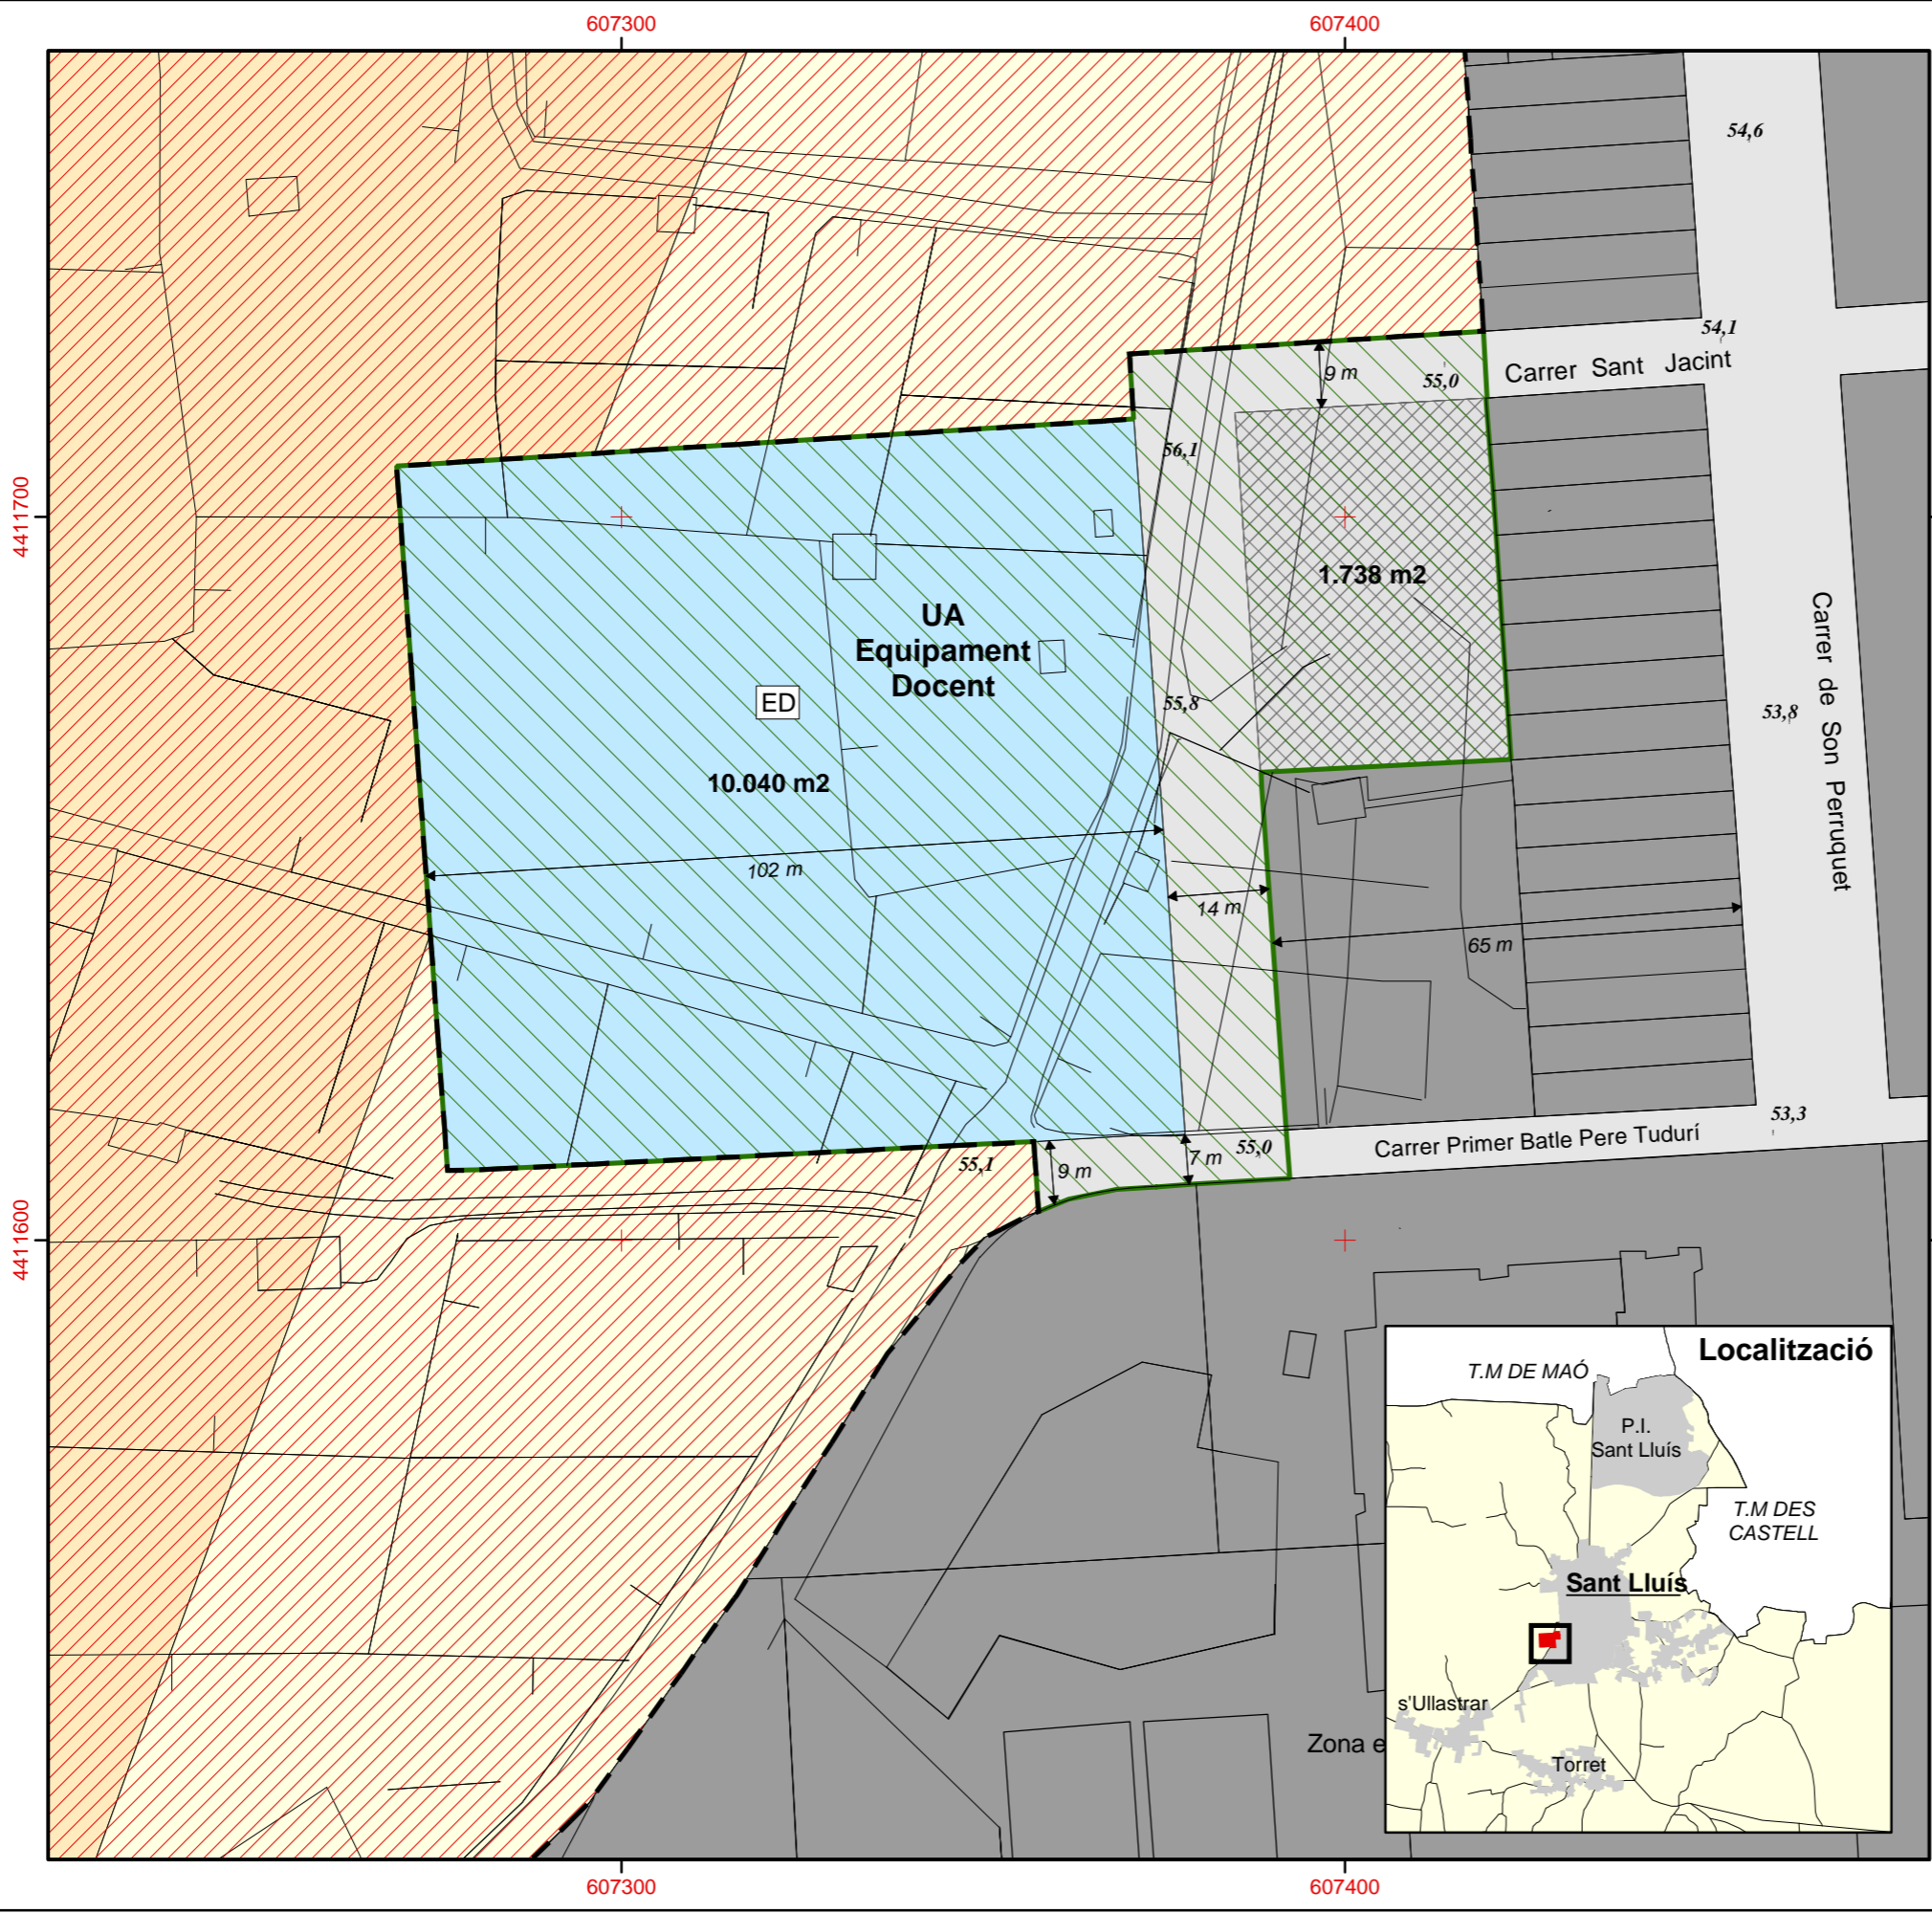 607300
607400
54,6
54,1
Carrer Sant Jacint
9 m
55,0
56,1
4411700
1.738 m2
UA
Equipament
Docent
ED
55,8
53,8
Carrer de Son Perruquet
10.040 m2
102 m
14 m
65 m
53,3
Carrer Primer Batle Pere Tudurí
55,1
9 m
7 m
55,0
4411600
Localització
T.M DE MAÓ
P.I.
Sant Lluís
T.M DES
CASTELL
Sant Lluís
s'Ullastrar
Torret
Zona e
607300
607400